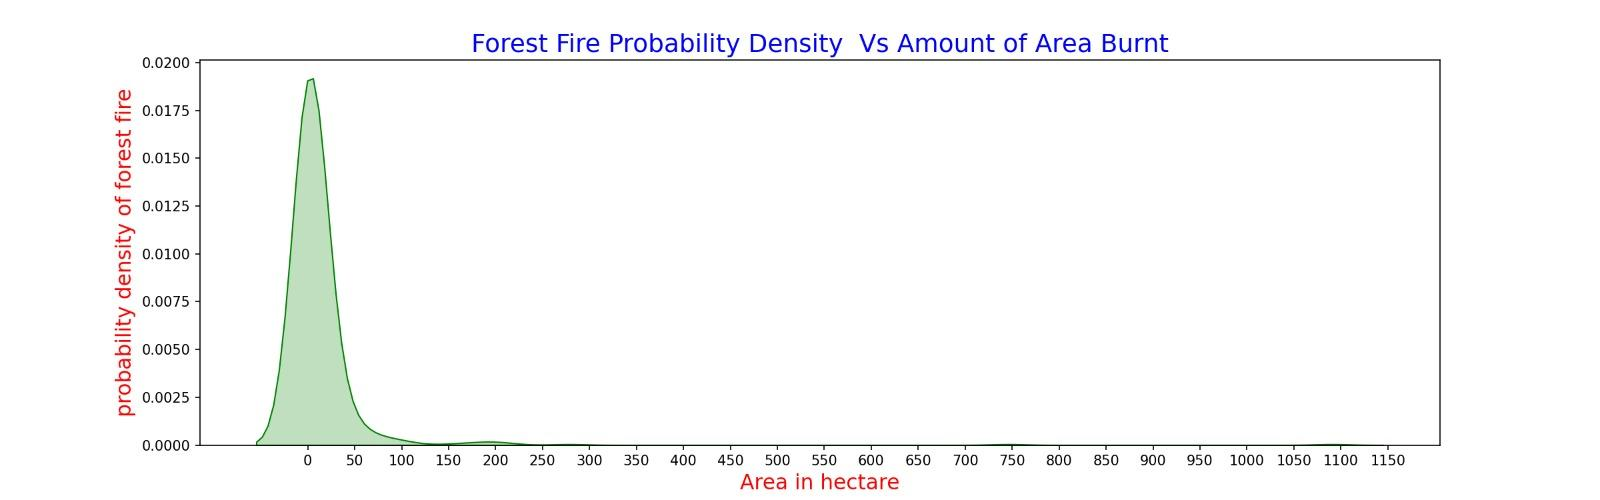 Forest Fire Probability Density  Vs Amount of Area Burnt
probability density of forest fire
0.0200
0.0175
0.0150
0.0125
0.0100
0.0075
0.0050
0.0025
0.0000
0 50 100 150 200 250 300 350 400 450 500 550 600 650 700 750 800 850 900 950 1000 1050 1100 1150
Area in hectare